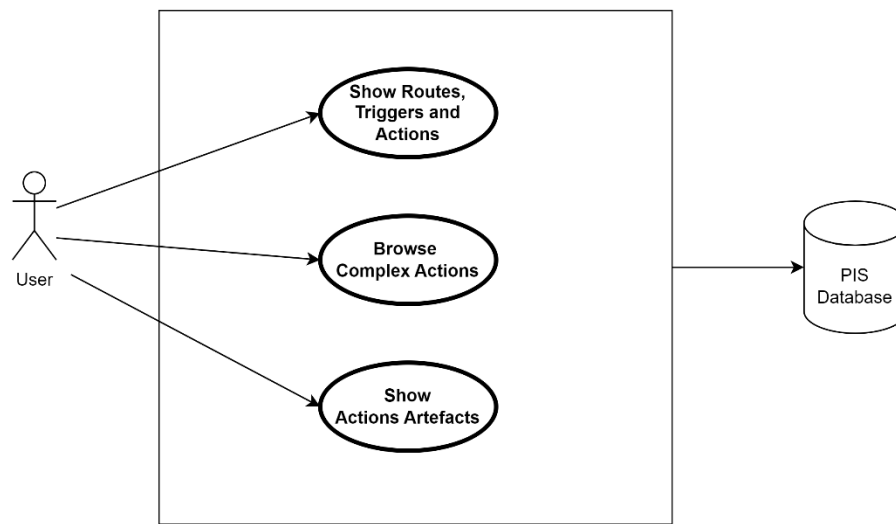 Show Routes,
Triggers and
Actions
User
Browse
Complex Actions
PIS
Database
Show
Actions Artefacts